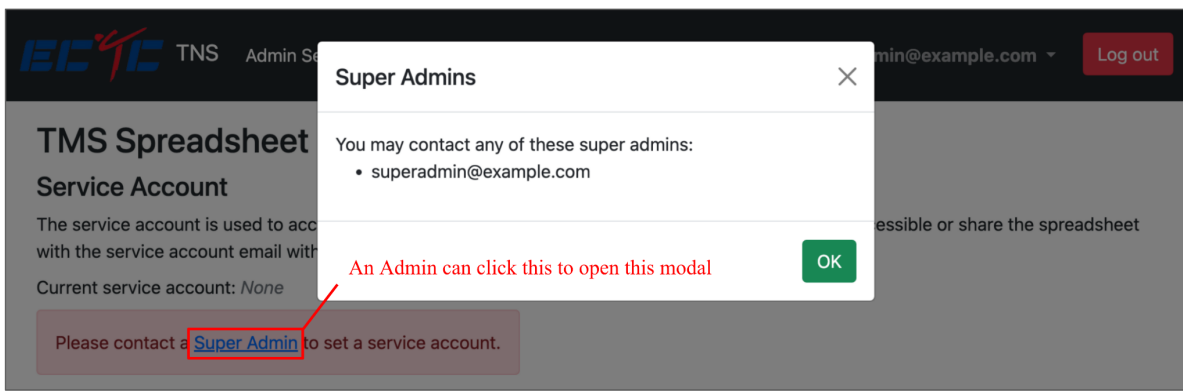 ECTC TNS Admin Se min@example.com Log out
Super Admins
TMS Spreadsheet
You may contact any of these super admins:
• superadmin@example.com
Service Account
The service account is used to acc essible or share the spreadsheet
with the service account email with
An Admin can click this to open this modal
OK
Current service account: None
Please contact a Super Admin to set a service account.